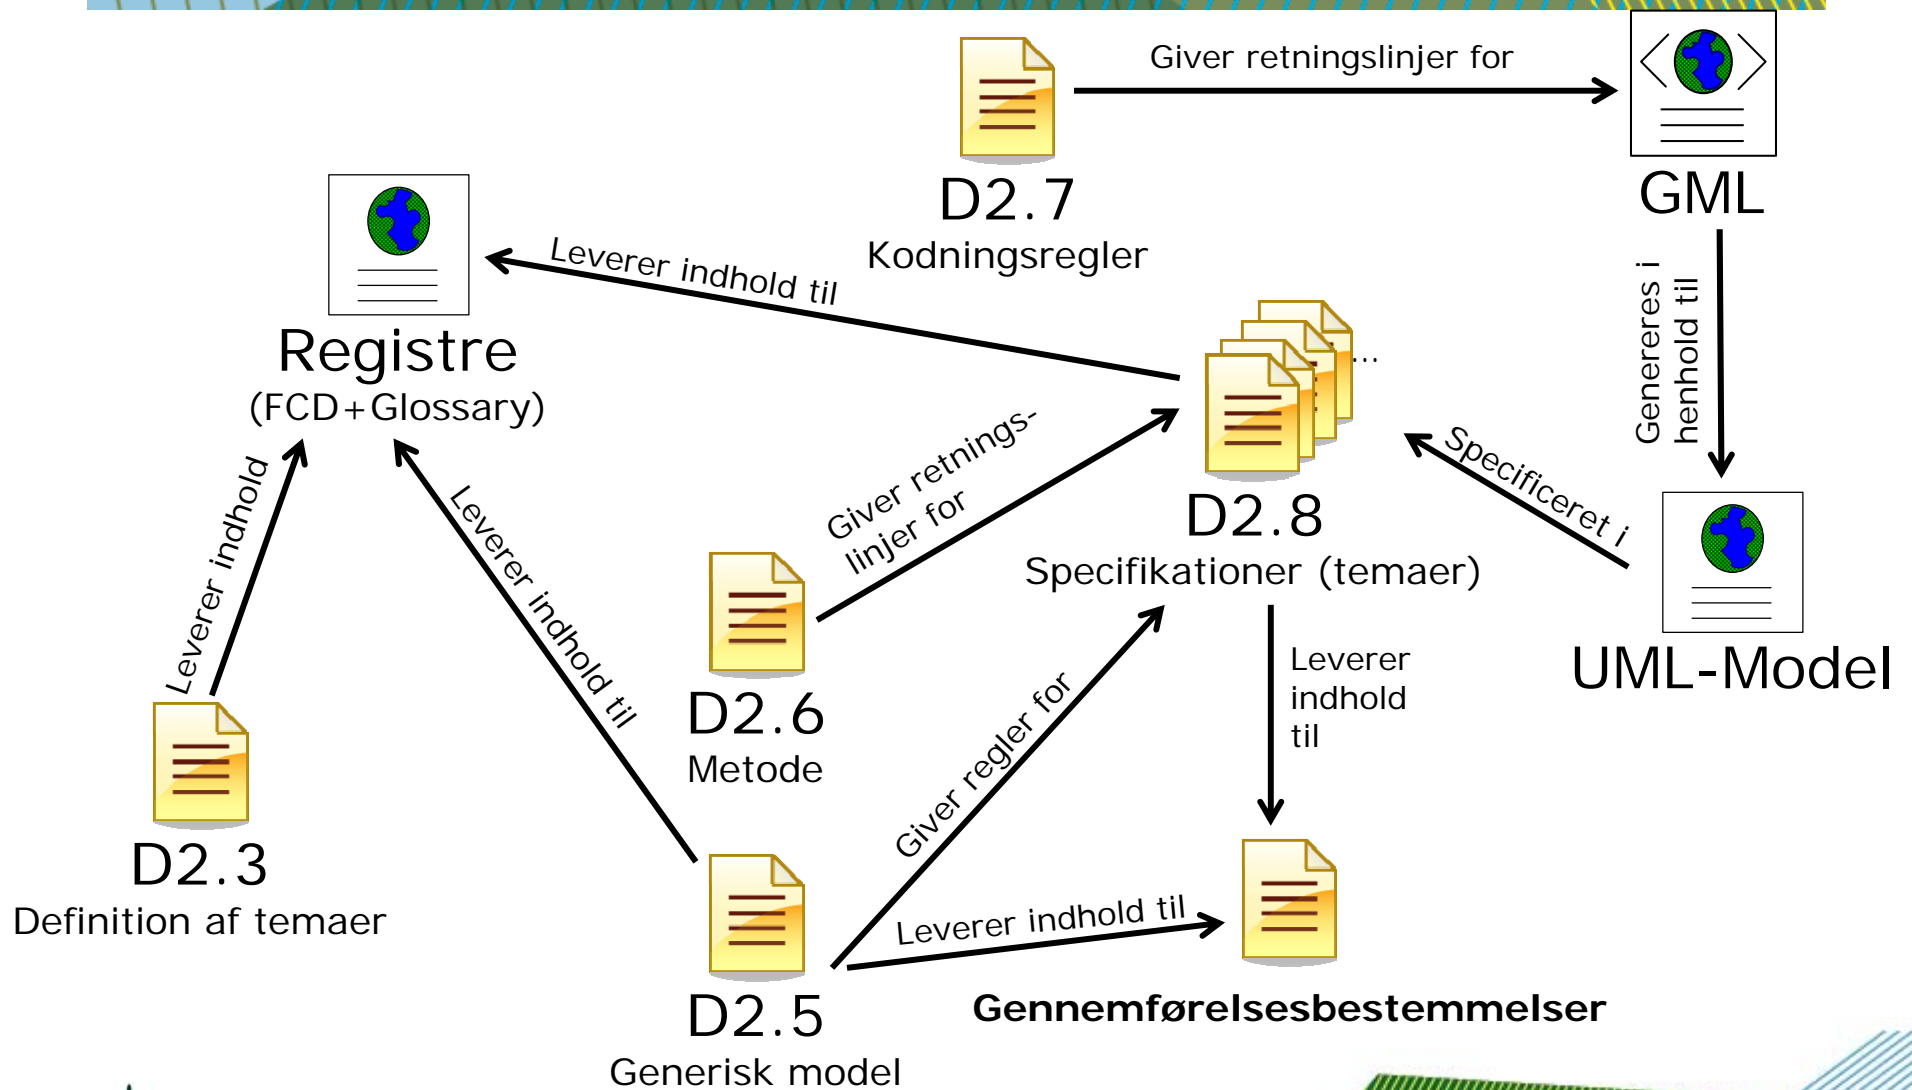 Giver retningslinjer for
D2.7
Kodningsregler
GML
Leverer indhold til
Registre
(FCD+Glossary)
Genereres i
henhold til
...
Giver retnings-
linjer for
Specificeret i
D2.8
Specifikationer (temaer)
Leverer indhold
Leverer indhold til
UML-Model
Leverer
indhold
til
D2.6
Metode
Giver regler for
D2.3
Definition af temaer
Leverer indhold til
D2.5
Generisk model
Gennemførelsesbestemmelser